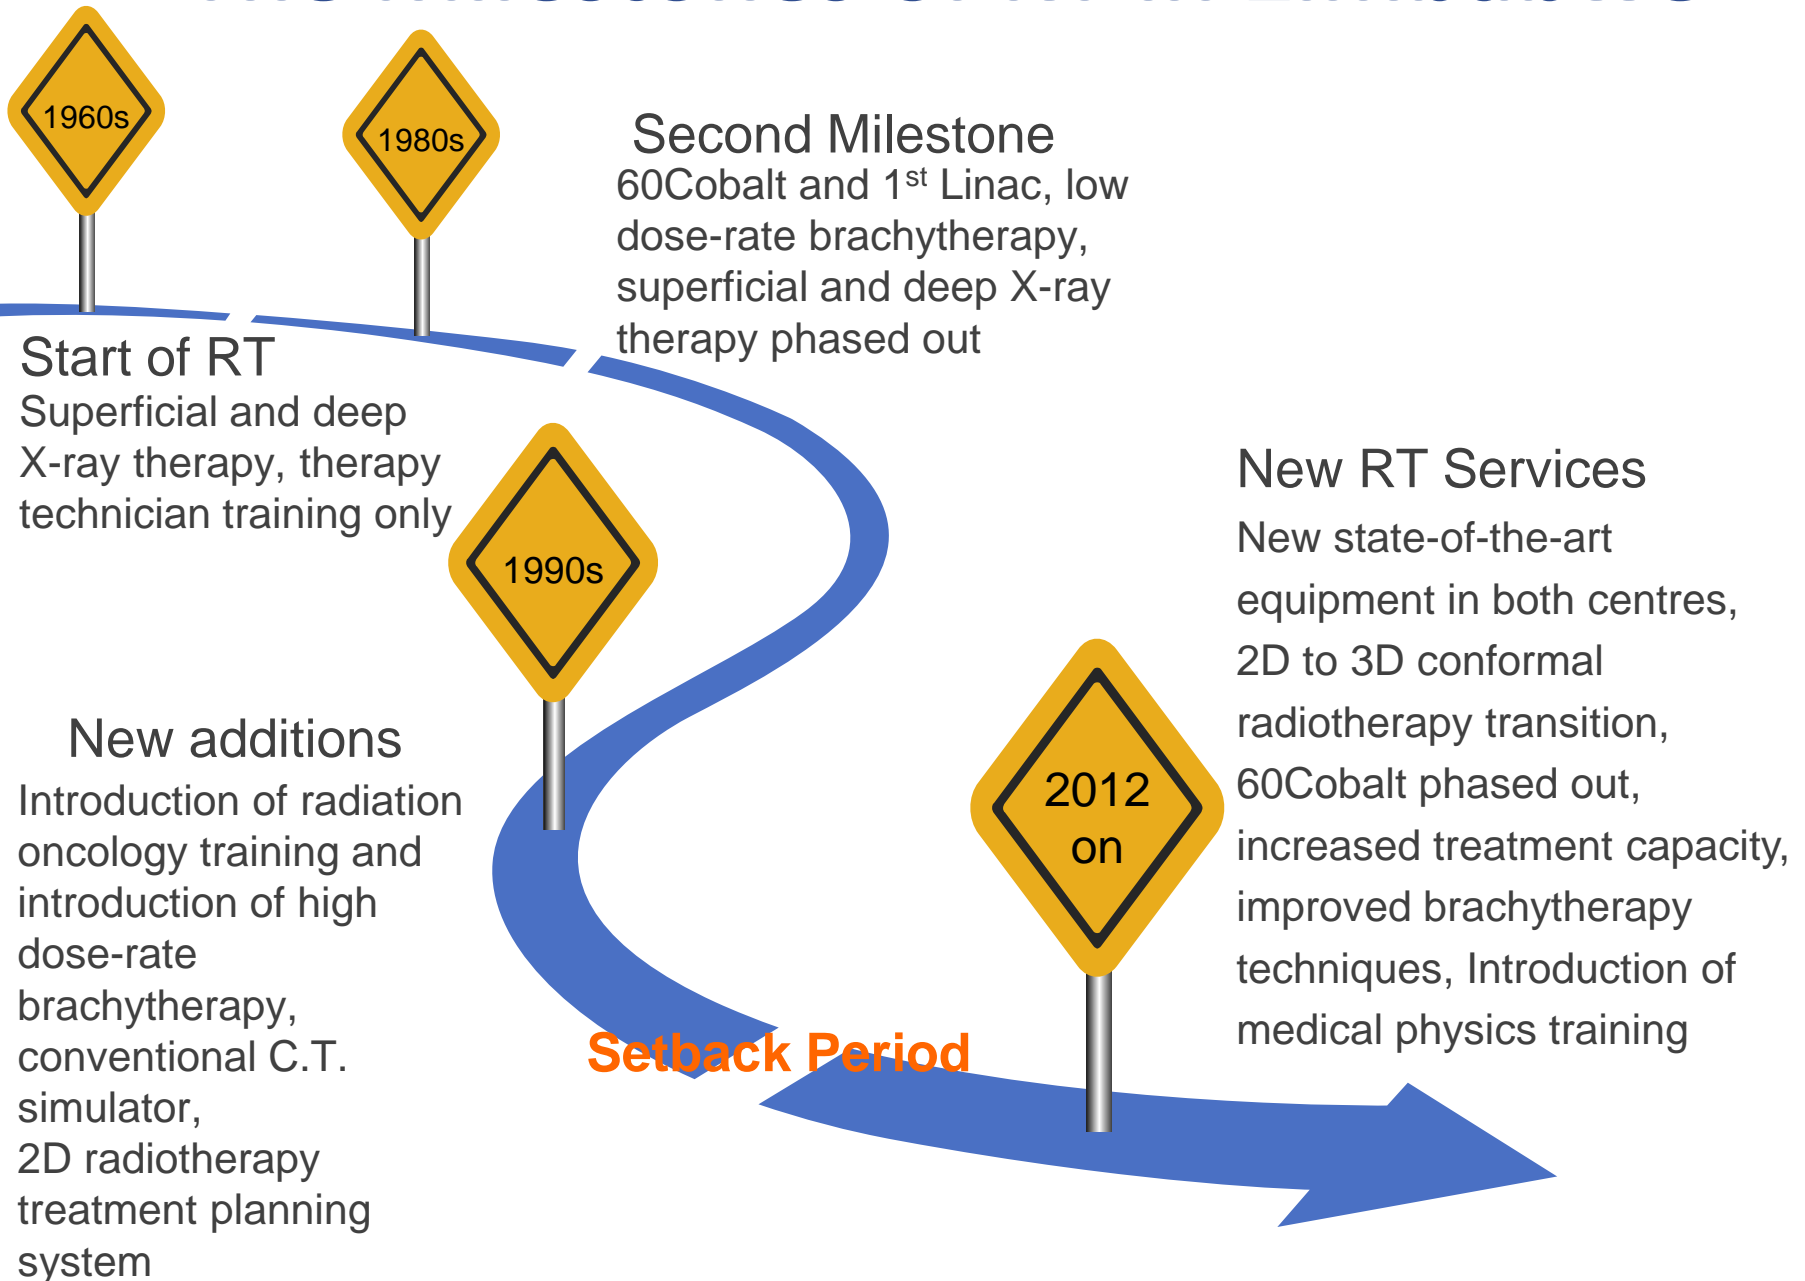 1960s
1980s
Second Milestone
60Cobalt and 1st Linac, low
dose-rate brachytherapy,
superficial and deep X-ray
therapy phased out
Start of RT
Superficial and deep
X-ray therapy, therapy
technician training only
1990s
New additions
Introduction of radiation
oncology training and
introduction of high
dose-rate
brachytherapy,
conventional C.T.
simulator,
2D radiotherapy
treatment planning
system
Setback Period
2012
on
New RT Services
New state-of-the-art
equipment in both centres,
2D to 3D conformal
radiotherapy transition,
60Cobalt phased out,
increased treatment capacity,
improved brachytherapy
techniques, Introduction of
medical physics training